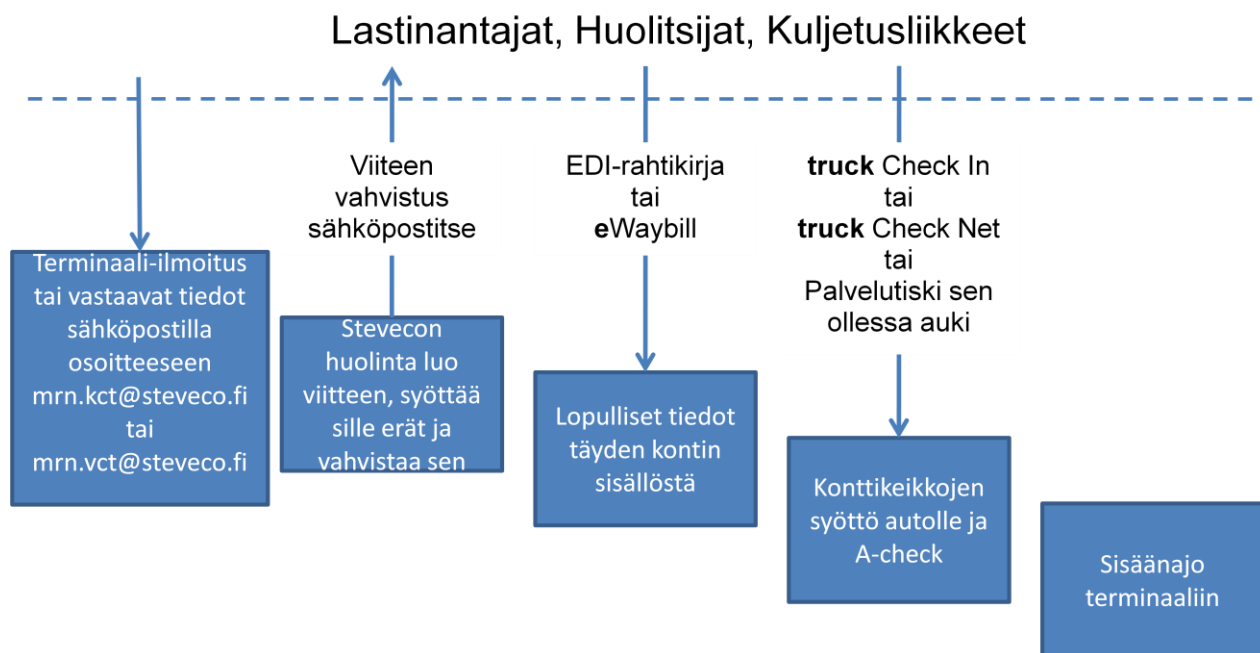 Lastinantajat, Huolitsijat, Kuljetusliikkeet
Viiteen
vahvistus
sähköpostitse
EDI-rahtikirja
tai
eWaybill
truck Check In
tai
truck Check Net
tai
Palvelutiski sen
ollessa auki
Terminaali-ilmoitus
tai vastaavat tiedot
sähköpostilla
osoitteeseen
mrn.kct@steveco.fi
tai
mrn.vct@steveco.fi
Stevecon
huolinta luo
viitteen, syöttää
sille erät ja
vahvistaa sen
Lopulliset tiedot
täyden kontin
sisällöstä
Konttikeikkojen
syöttö autolle ja
A-check
Sisäänajo
terminaaliin